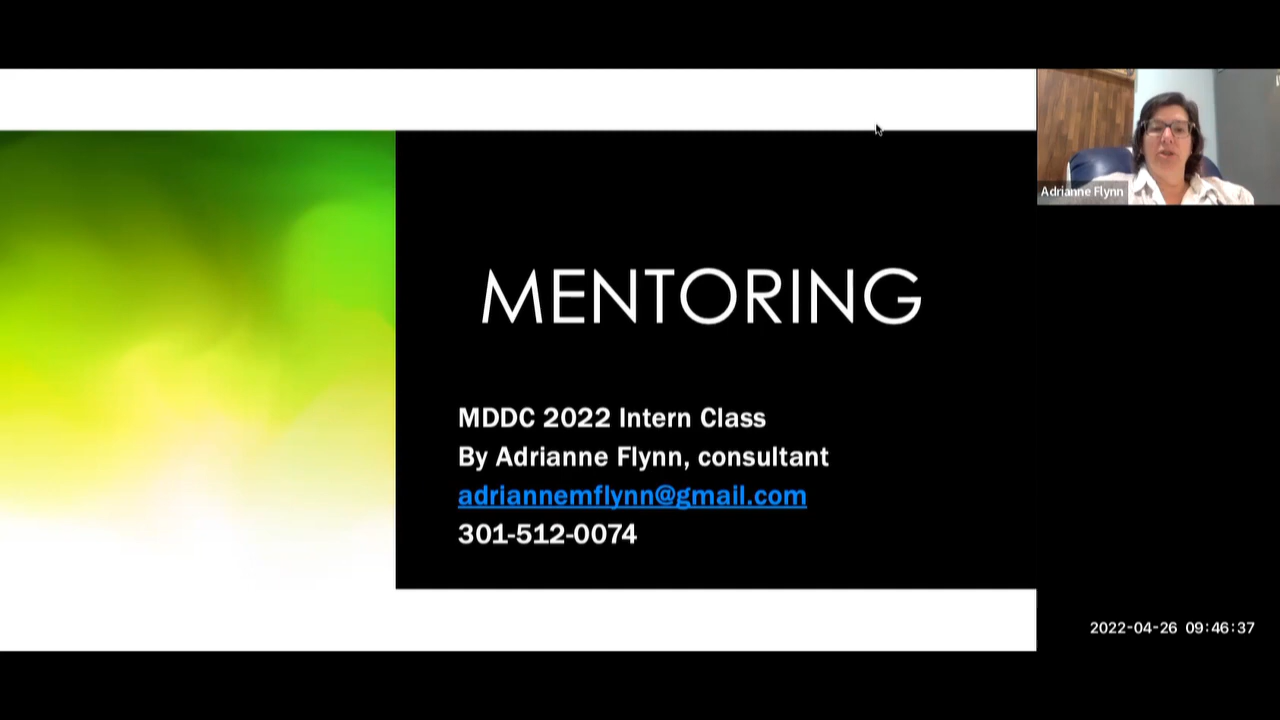 Adrianne Flynn
MENTORING
MDDC 2022 Intern Class
By Adrianne Flynn, consultant
adriannemflynn@gmail.com
301-512-0074
2022-04-26 09:46:37